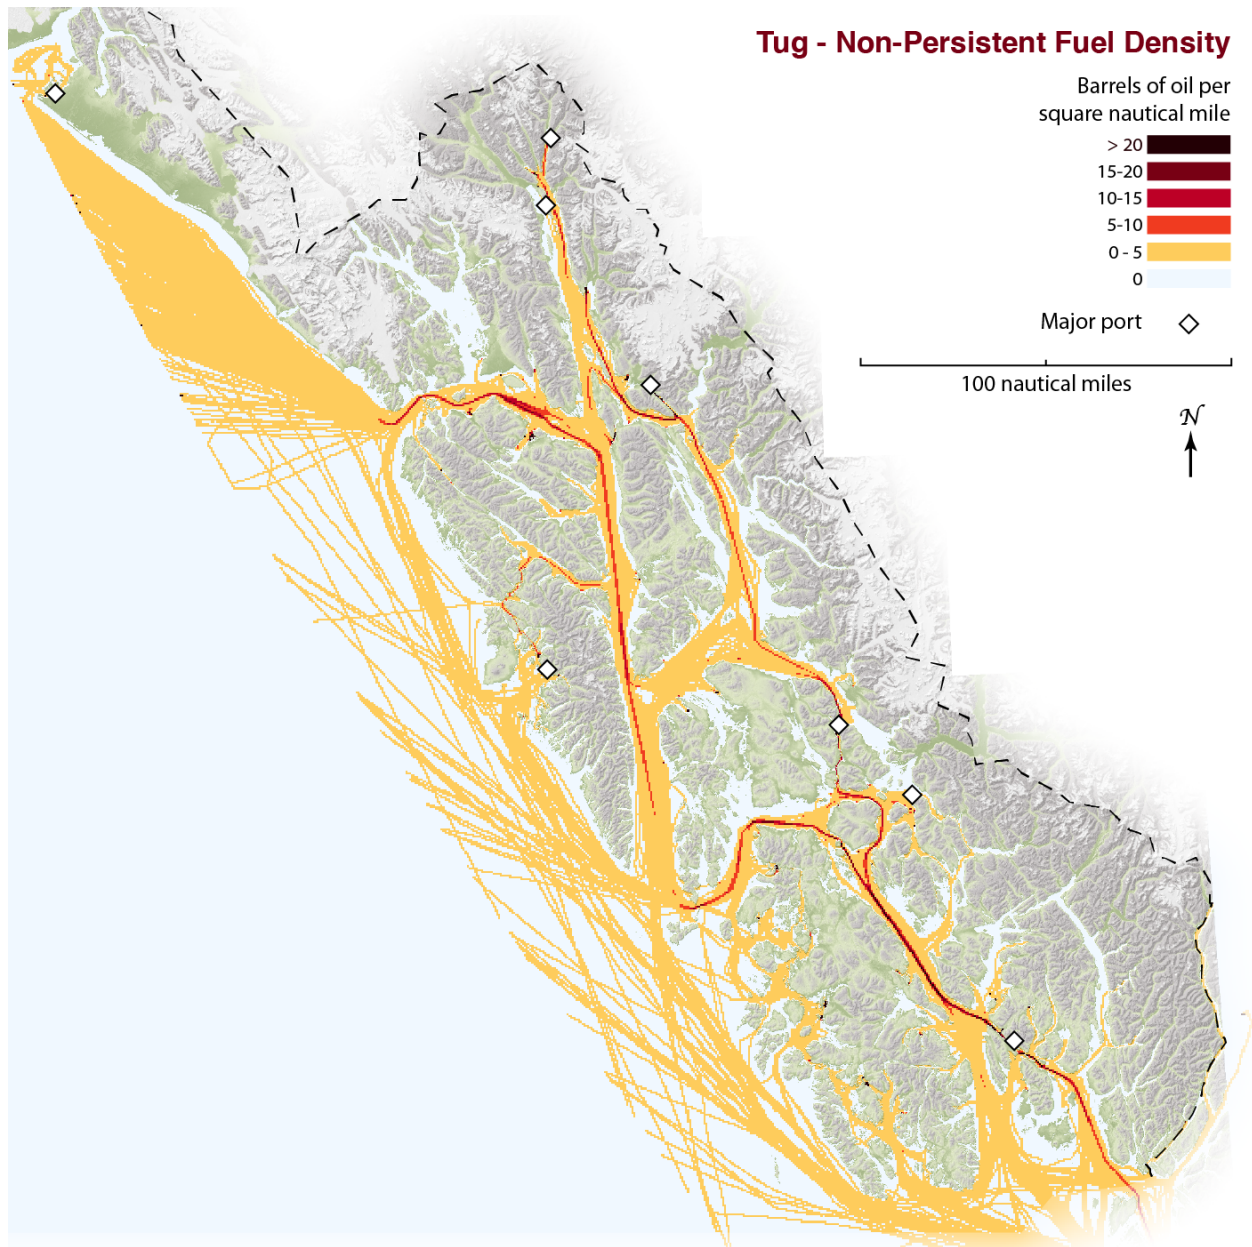 Tug - Non-Persistent Fuel Density
Barrels of oil per
square nautical mile
> 20
15-20
10-15
5-10
0 - 5
0
Major port
100 nautical miles
N